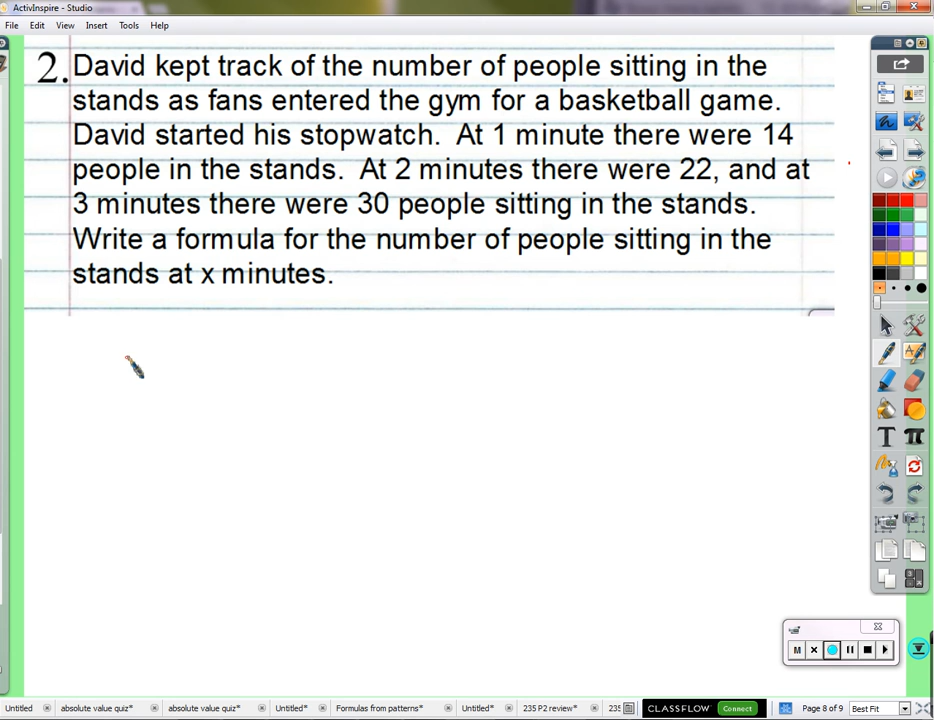 ActivInspire - Studio
File Edit View Insert Tools Help
2. David kept track of the number of people sitting in the
stands as fans entered the gym for a basketball game.
David started his stopwatch. At 1 minute there were 14
people in the stands. At 2 minutes there were 22, and at
3 minutes there were 30 people sitting in the stands.
Write a formula for the number of people sitting in the
stands at x minutes.
Untitled absolute value quiz* absolute value quiz* Untitled* Formulas from patterns* Untitled* 235 P2 review* 235 CLASSFLOW Connect Page 8 of 9 Best Fit